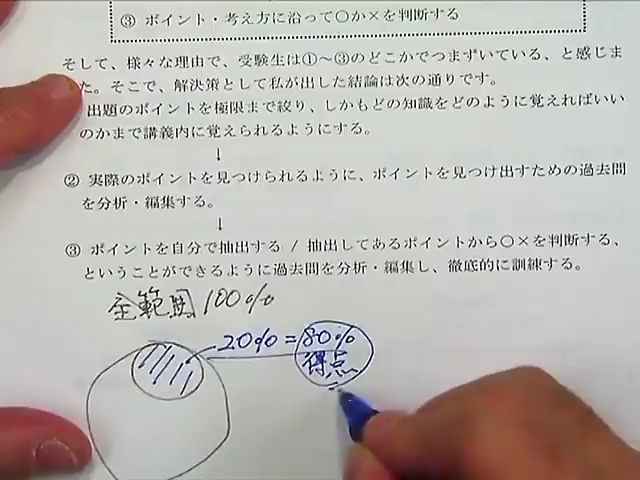 ③ ポイント・考え方に沿って○か×を判断する
そして、様々な理由で、受験生は①～③のどこかでつまずいている、と感じま
た。そこで、解決策として私が出した結論は次の通りです。
出題のポイントを極限まで絞り、しかもどの知識をどのように覚えればいい
のかまで講義内に覚えられるようにする。
↓
② 実際のポイントを見つけられるように、ポイントを見つけ出すための過去問
を分析・編集する。
↓
③ ポイントを自分で抽出する / 抽出してあるポイントから○×を判断する、
ということができるように過去問を分析・編集し、徹底的に訓練する。
全範囲100%
20%=80%
得点